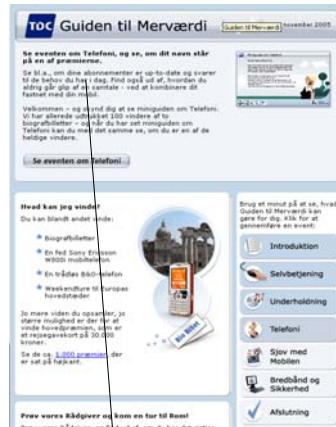 TDC Guiden til Merværdi
Guiden til Merværdi
november 2005
Se eventen om Telefoni, og se, om dit navn står
på en af præmierne.
Se bl.a., om dine abonnementer er up-to-date og svarer
til de behov du har i dag. Find også ud af, hvordan du
aldrig går glip af en samtale - ved at kombinere dit
fastnet med din mobil.
Velkommen - og skynd dig at se miniguiden om Telefoni.
Vi har allerede udtrukket 100 vindere af to
biografbilletter - og når du har set miniguiden om
Telefoni kan du med det samme se, om du er en af de
heldige vindere.
Se eventen om Telefoni
Hvad kan jeg vinde?
Du kan blandt andet vinde:
Biografbilletter
En fed Sony Ericsson
W800i mobiltelefon
En trådløs B&O-telefon
Weekendture til Europas
hovedstæder
Jo mere viden du opsamler, jo
større mulighed er der for at
vinde hovedpræmien, som er
et rejsegavekort på 30.000
kroner.
Se de ca. 1.000 præmier, der
er sat på højkant.
Bio Billet
Prøv vores Rådgiver og kom en tur til Rom!
Brug et minut på at se, hvad
Guiden til Merværdi kan
gøre for dig. Klik for at
gennemføre en event:
Introduktion
Selvbetjening
Underholdning
Telefoni
Sjov med
Mobilen
Bredbånd og
Sikkerhed
Afslutning